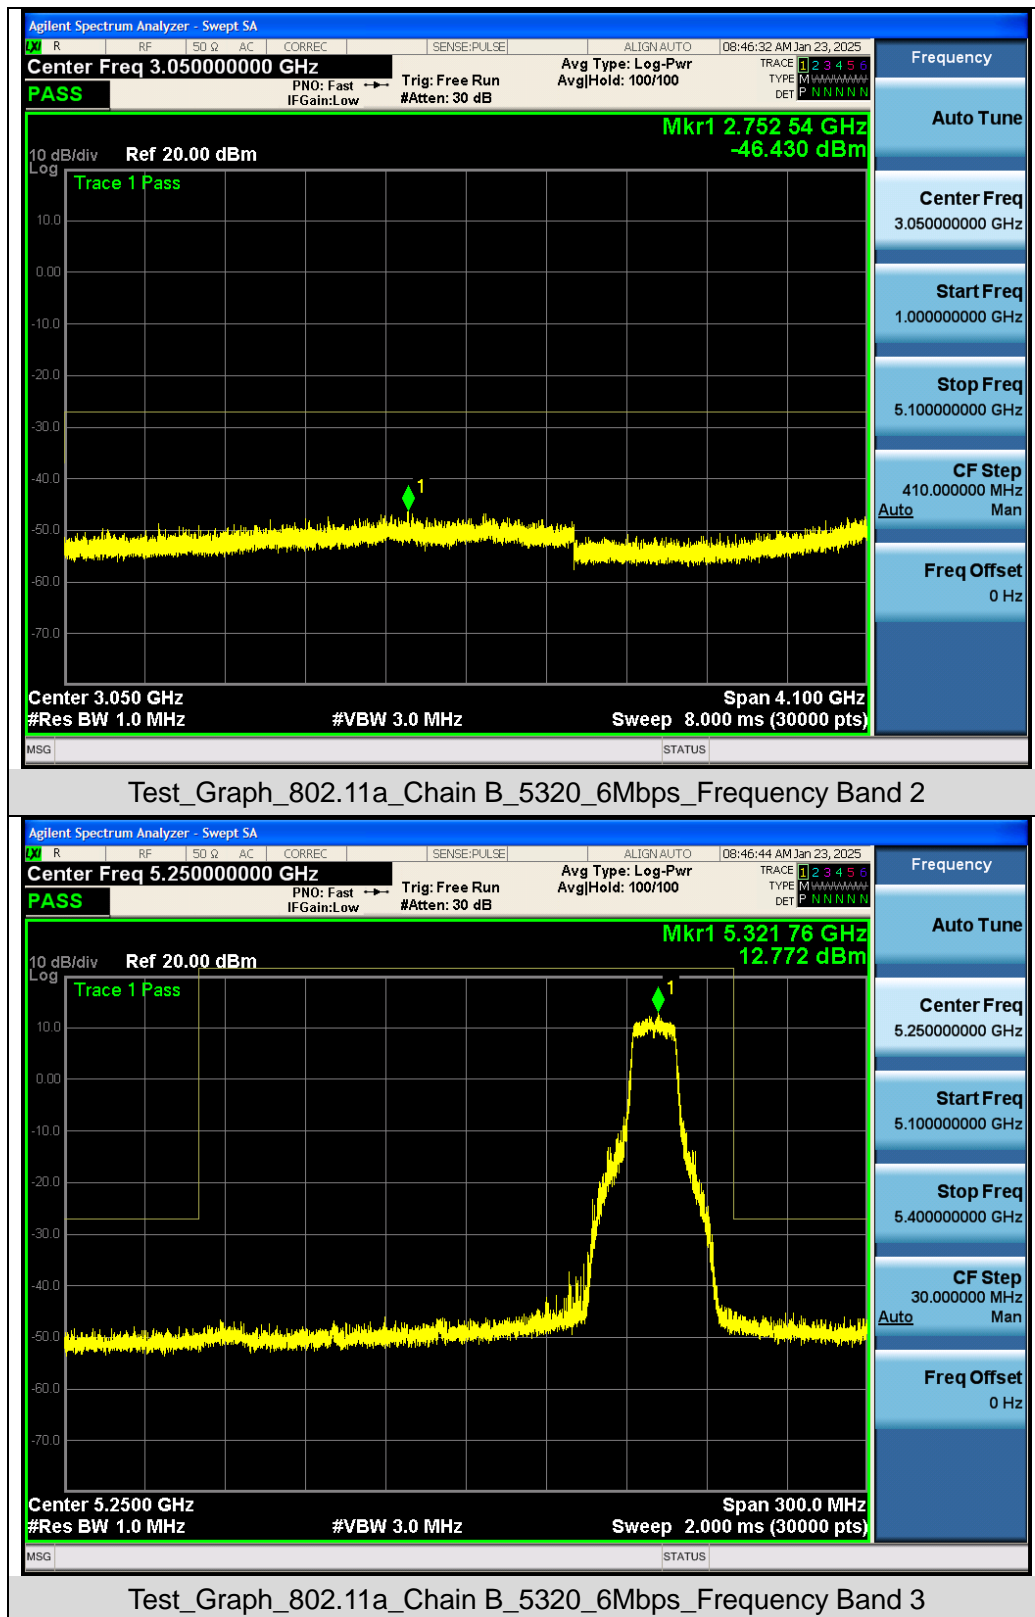 Agilent Spectrum Analyzer - Swept SA
LXI R RF 50 Ω AC CORREC SENSE:PULSE ALIGN AUTO 08:46:32 AM Jan 23, 2025
Center Freq 3.050000000 GHz
PNO: Fast
IFGain:Low
Trig: Free Run
#Atten: 30 dB
Avg Type: Log-Pwr
Avg|Hold: 100/100
TRACE 1 2 3 4 5 6
TYPE M WWWWW
DET P N N N N N
PASS
Mkr1 2.752 54 GHz
-46.430 dBm
10 dB/div Ref 20.00 dBm
Log
Trace 1 Pass
10.0
0.00
-10.0
-20.0
-30.0
-40.0
-50.0
-60.0
-70.0
1
Center 3.050 GHz Span 4.100 GHz
#Res BW 1.0 MHz #VBW 3.0 MHz Sweep 8.000 ms (30000 pts)
MSG STATUS
Frequency
Auto Tune
Center Freq
3.050000000 GHz
Start Freq
1.000000000 GHz
Stop Freq
5.100000000 GHz
CF Step
410.000000 MHz
Auto Man
Freq Offset
0 Hz
Test_Graph_802.11a_Chain B_5320_6Mbps_Frequency Band 2
Agilent Spectrum Analyzer - Swept SA
LXI R RF 50 Ω AC CORREC SENSE:PULSE ALIGN AUTO 08:46:44 AM Jan 23, 2025
Center Freq 5.250000000 GHz
PNO: Fast
IFGain:Low
Trig: Free Run
#Atten: 30 dB
Avg Type: Log-Pwr
Avg|Hold: 100/100
TRACE 1 2 3 4 5 6
TYPE M WWWWW
DET P N N N N N
PASS
Mkr1 5.321 76 GHz
12.772 dBm
10 dB/div Ref 20.00 dBm
Log
Trace 1 Pass
10.0
0.00
-10.0
-20.0
-30.0
-40.0
-50.0
-60.0
-70.0
1
Center 5.2500 GHz Span 300.0 MHz
#Res BW 1.0 MHz #VBW 3.0 MHz Sweep 2.000 ms (30000 pts)
MSG STATUS
Frequency
Auto Tune
Center Freq
5.250000000 GHz
Start Freq
5.100000000 GHz
Stop Freq
5.400000000 GHz
CF Step
30.000000 MHz
Auto Man
Freq Offset
0 Hz
Test_Graph_802.11a_Chain B_5320_6Mbps_Frequency Band 3